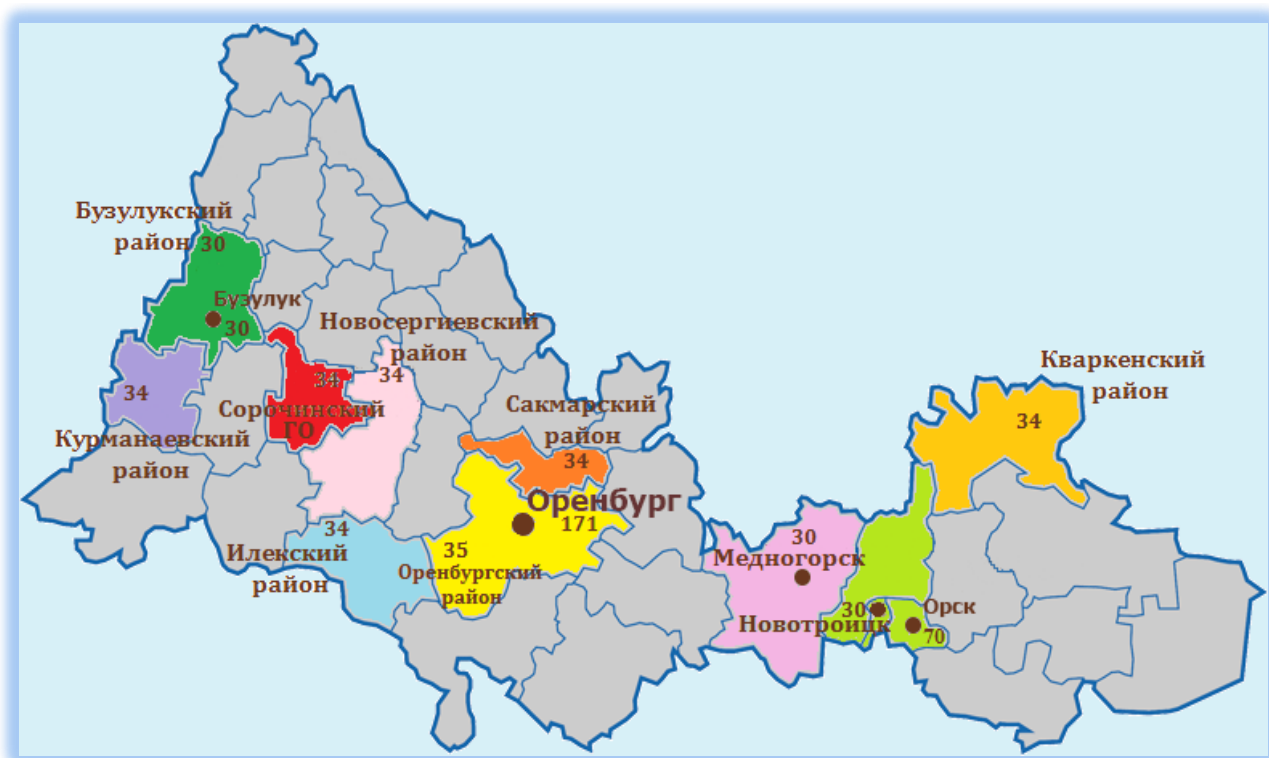 Бузулукский
район 30
Бузулук
30
Новосергиевский
район
34
34
34
Сорочинский
ГО
Курманаевский
район
Сакмарский
район
34
Оренбург
171
35
Оренбургский
район
34
Илекский
район
Кваркенский
район
34
30
Медногорск
30
Новотроицк
Орск
70